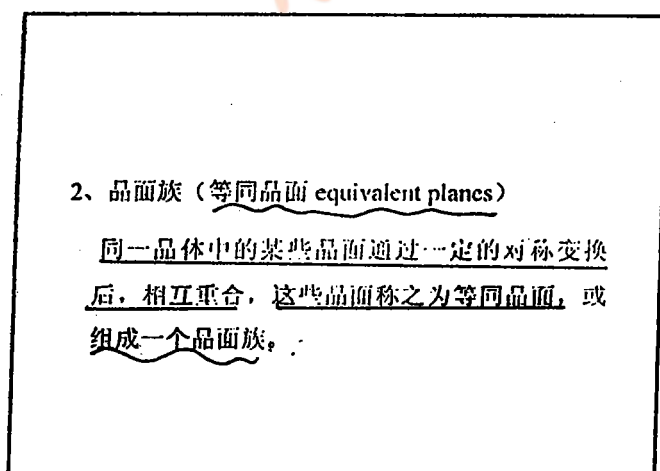 2、晶面族（等同晶面 equivalent planes）
同一晶体中的某些晶面通过一定的对称变换
后，相互重合，这些晶面称之为等同晶面，或
组成一个晶面族。